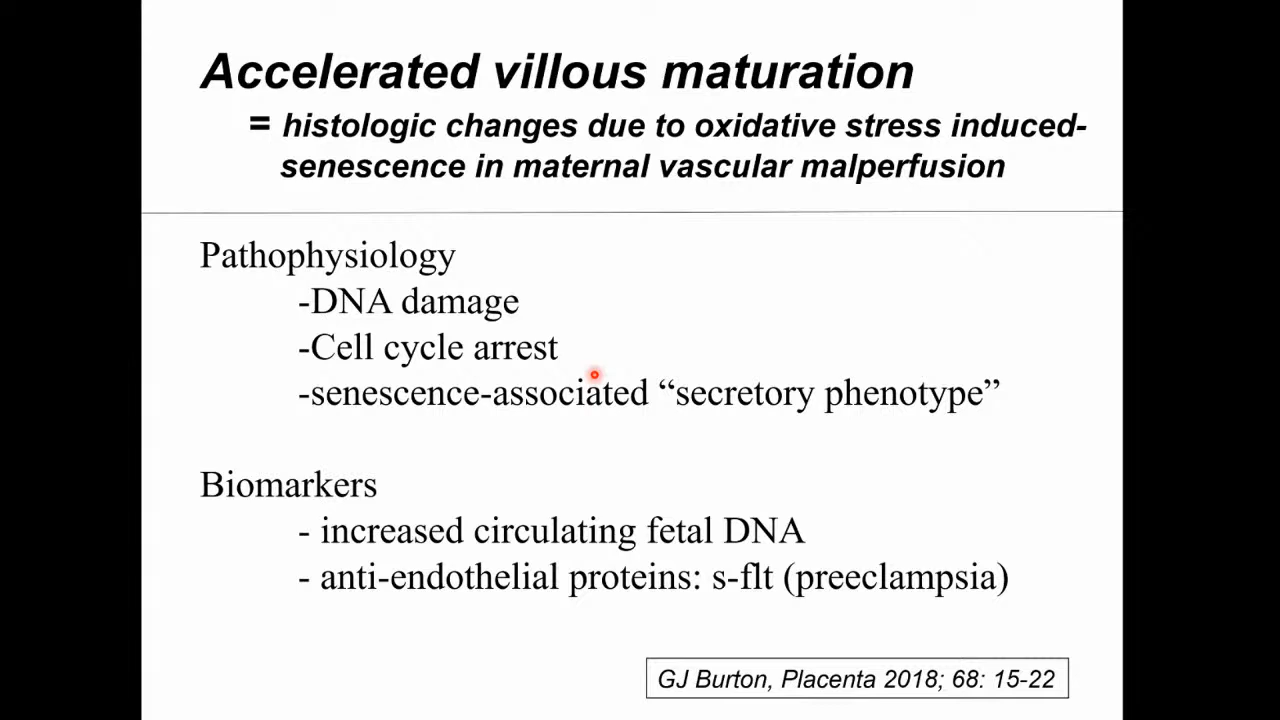 Accelerated villous maturation
= histologic changes due to oxidative stress induced-
senescence in maternal vascular malperfusion
Pathophysiology
-DNA damage
-Cell cycle arrest
-senescence-associated “secretory phenotype”
Biomarkers
- increased circulating fetal DNA
- anti-endothelial proteins: s-flt (preeclampsia)
GJ Burton, Placenta 2018; 68: 15-22